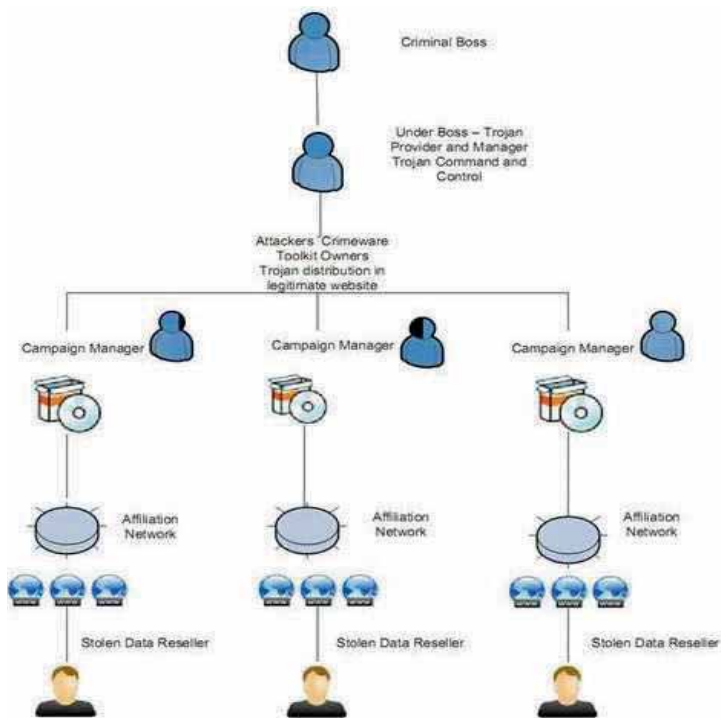 Criminal Boss
Under Boss – Trojan
Provider and Manager
Trojan Command and
Control
Attackers Crimeware
Toolkit Owners
Trojan distribution in
legitimate website
Campaign Manager
Campaign Manager
Campaign Manager
Affiliation
Network
Affiliation
Network
Affiliation
Network
Stolen Data Reseller
Stolen Data Reseller
Stolen Data Reseller